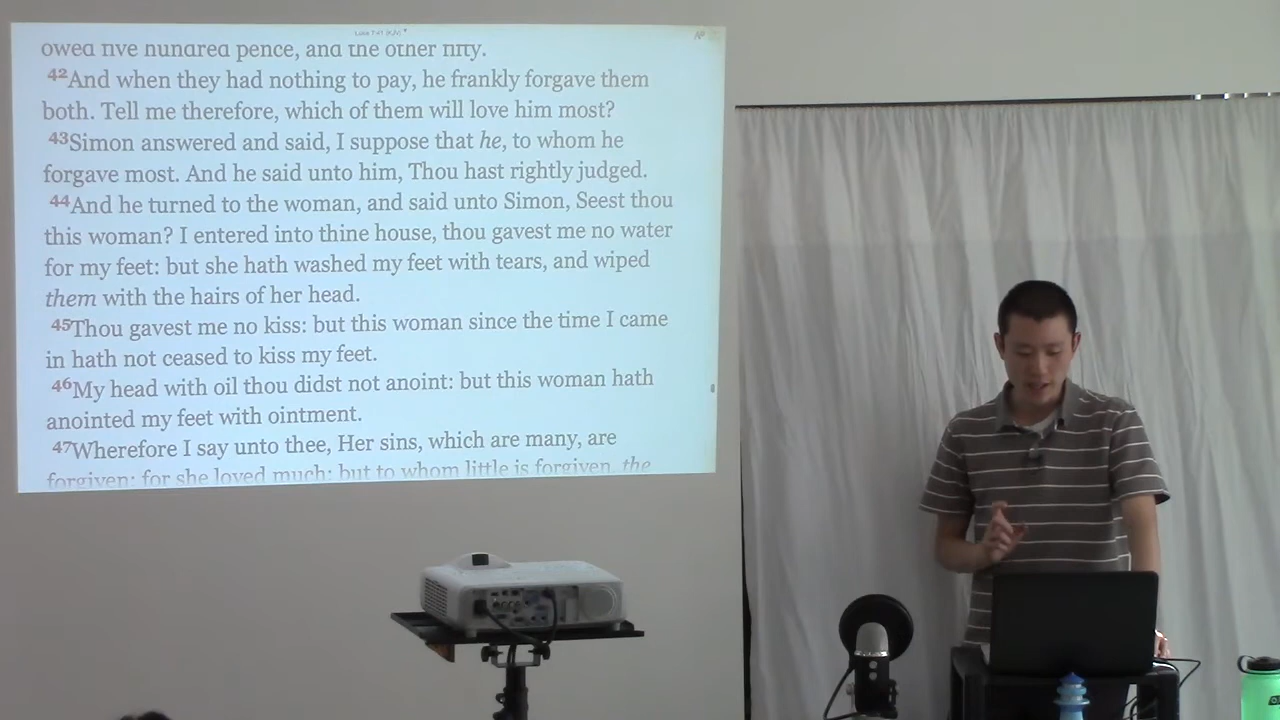 Luke 7:41 (KJV)
owed five hundred pence, and the other fifty.
42And when they had nothing to pay, he frankly forgave them
both. Tell me therefore, which of them will love him most?
43Simon answered and said, I suppose that he, to whom he
forgave most. And he said unto him, Thou hast rightly judged.
44And he turned to the woman, and said unto Simon, Seest thou
this woman? I entered into thine house, thou gavest me no water
for my feet: but she hath washed my feet with tears, and wiped
them with the hairs of her head.
45Thou gavest me no kiss: but this woman since the time I came
in hath not ceased to kiss my feet.
46My head with oil thou didst not anoint: but this woman hath
anointed my feet with ointment.
47Wherefore I say unto thee, Her sins, which are many, are
forgiven; for she loved much: but to whom little is forgiven, the